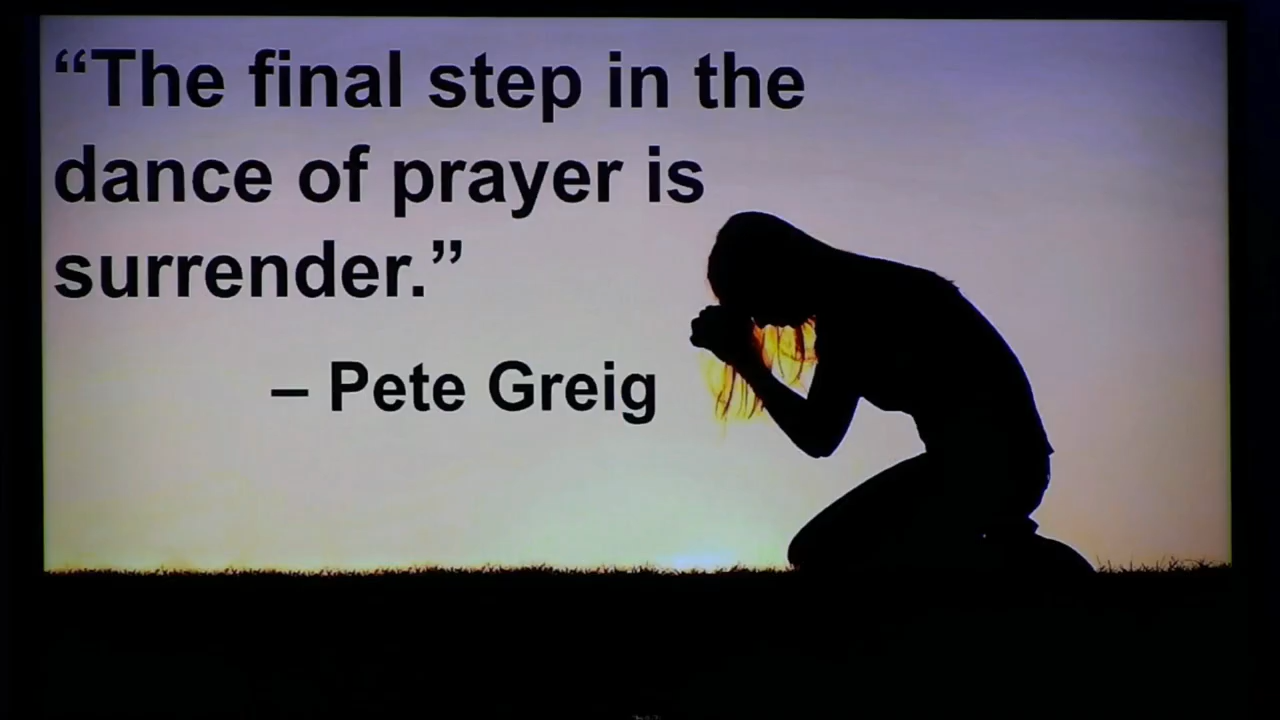 “The final step in the
dance of prayer is
surrender.”
– Pete Greig